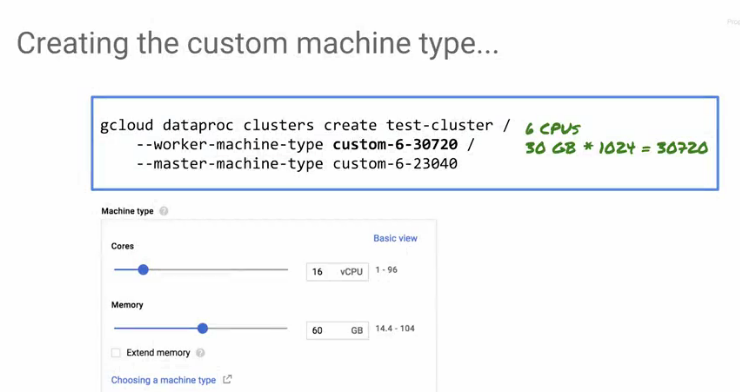 Creating the custom machine type...
gcloud dataproc clusters create test-cluster /
--worker-machine-type custom-6-30720 /
--master-machine-type custom-6-23040
6 CPUs
30 GB * 1024 = 30720
Machine type
Basic view
Cores
16 vCPU 1 - 96
Memory
60 GB 14.4 - 104
Extend memory
Choosing a machine type